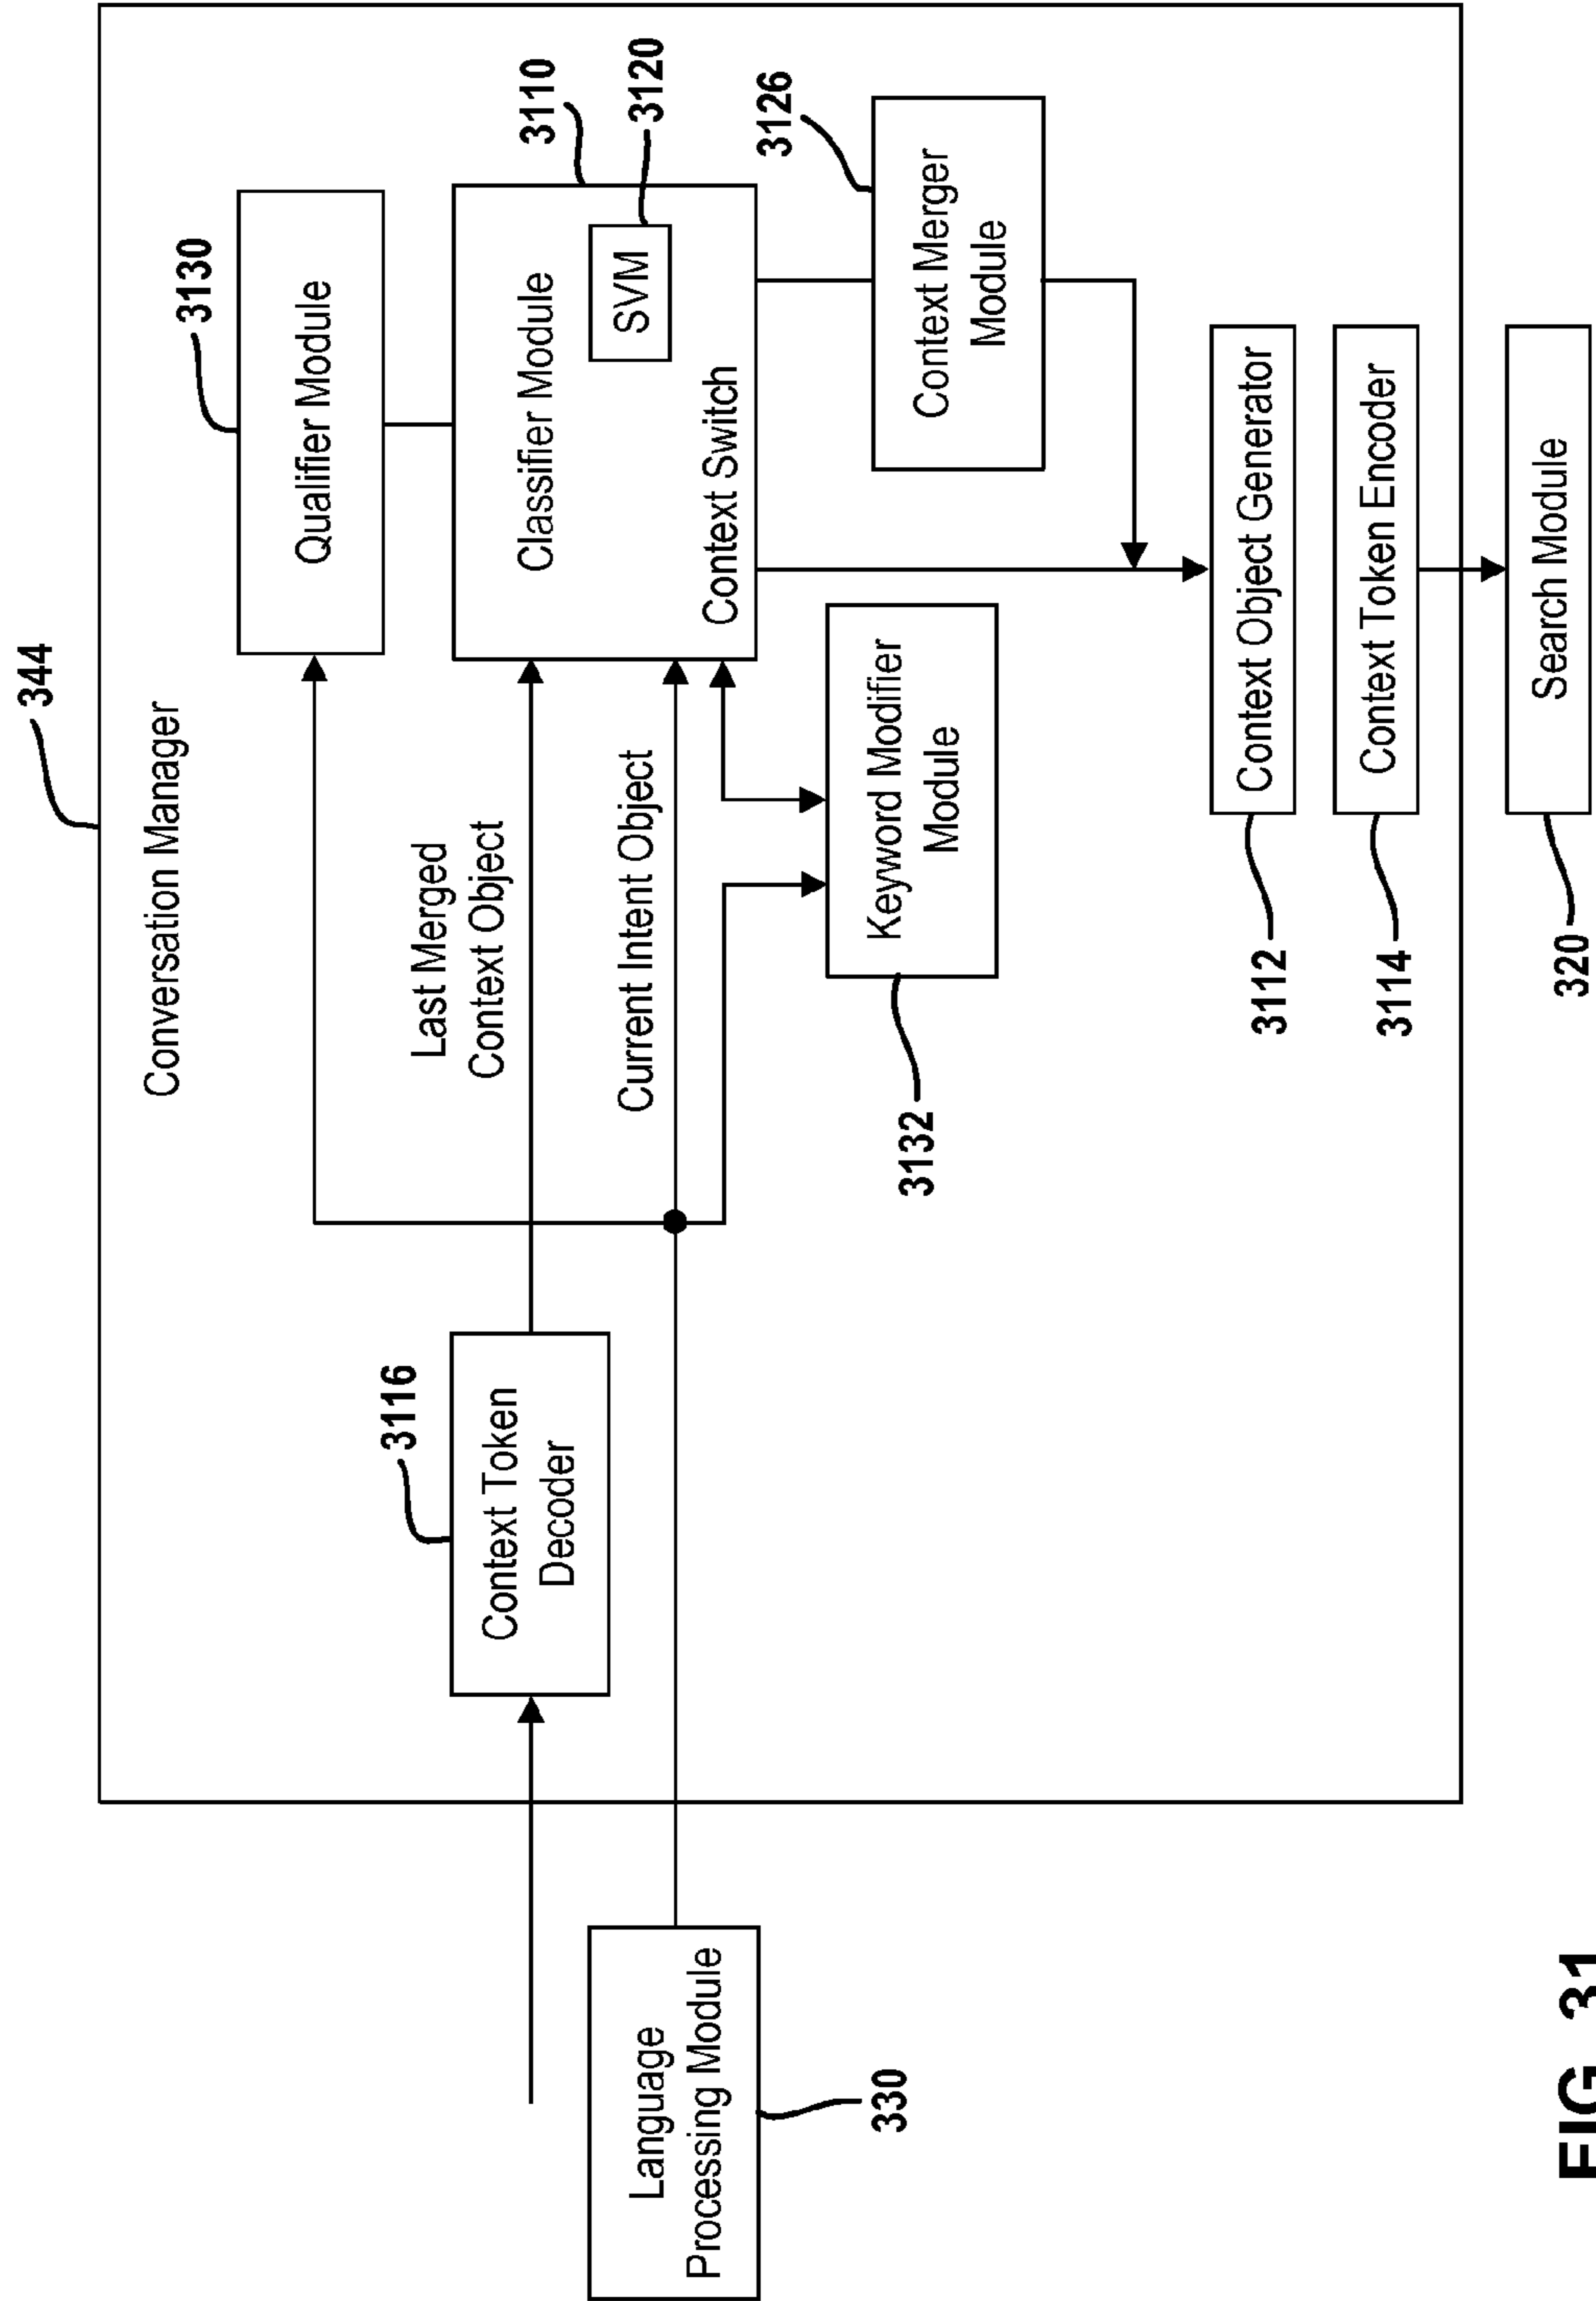 344
Conversation Manager
3130
Qualifier Module
3110
3120
Classifier Module
SVM
Context Switch
3116
Context Token
Decoder
Last Merged
Context Object
Current Intent Object
3126
Context Merger
Module
Language
Processing Module
330
Keyword Modifier
Module
3132
Context Object Generator
3112
Context Token Encoder
3114
Search Module
320
FIG. 31